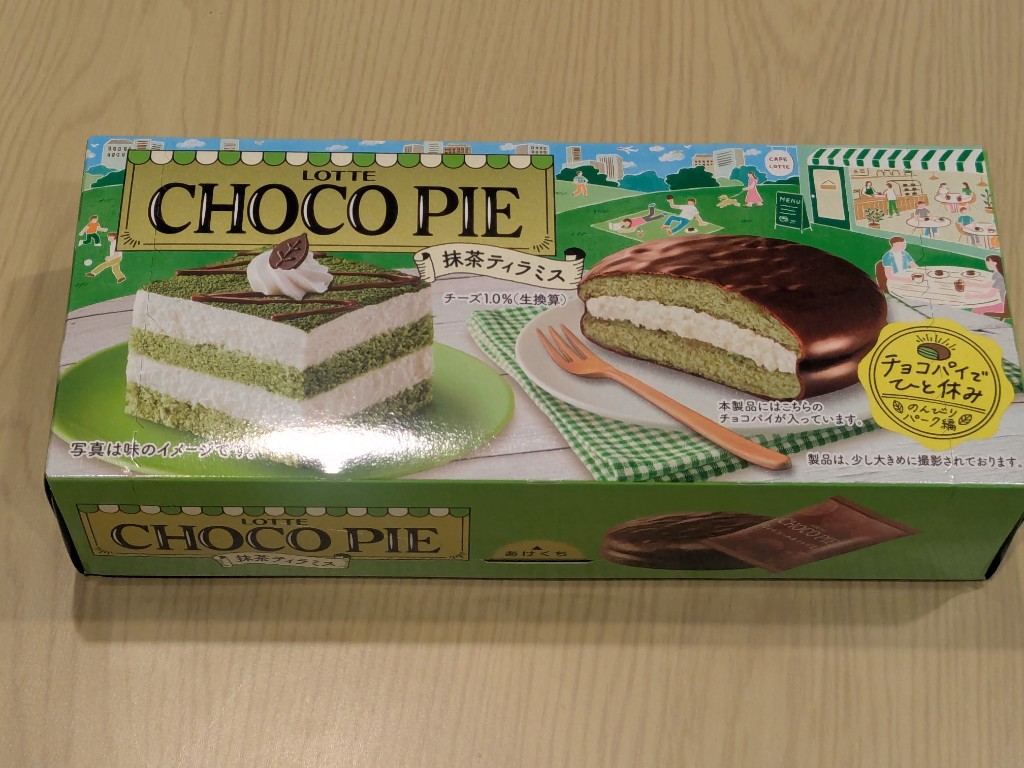 LOTTE
CHOCO PIE
抹茶ティラミス
チーズ1.0%(生換算)
CAFE
LOTTE
MENU
チョコパイで
ひと休み
のんびり
パーク編
本製品にはこちらの
チョコパイが入っています。
写真は味のイメージです。
製品は、少し大きめに撮影されております。
LOTTE
CHOCO PIE
抹茶ティラミス
あけくち
CHOCO PIE